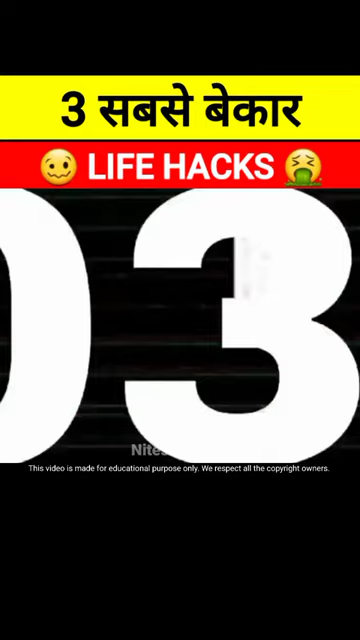 3 सबसे बेकार
🥴 LIFE HACKS 🤮
03
This video is made for educational purpose only. We respect all the copyright owners.